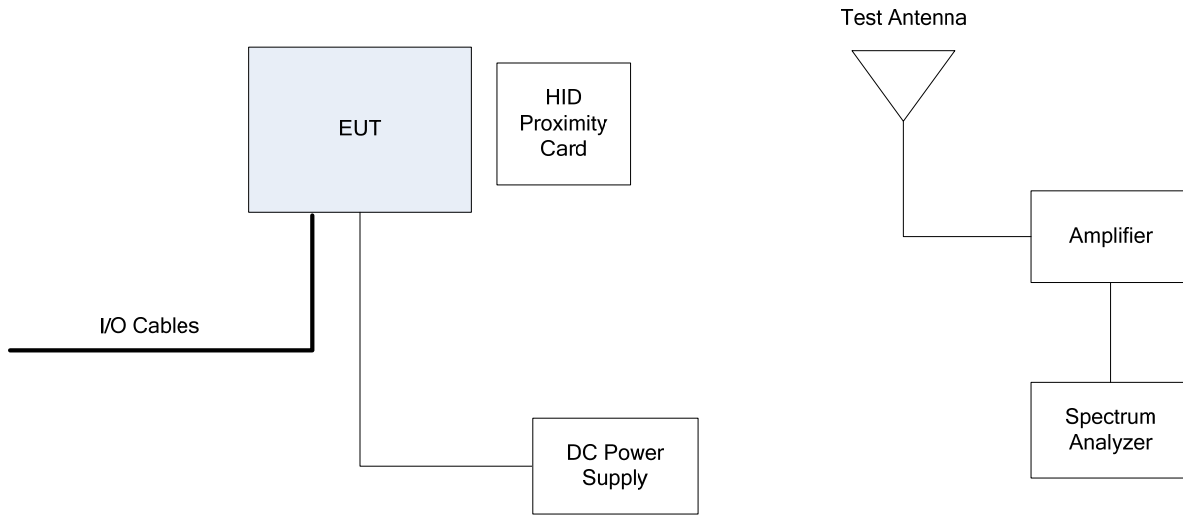 Test Antenna
EUT
HID
Proximity
Card
Amplifier
I/O Cables
DC Power
Supply
Spectrum
Analyzer